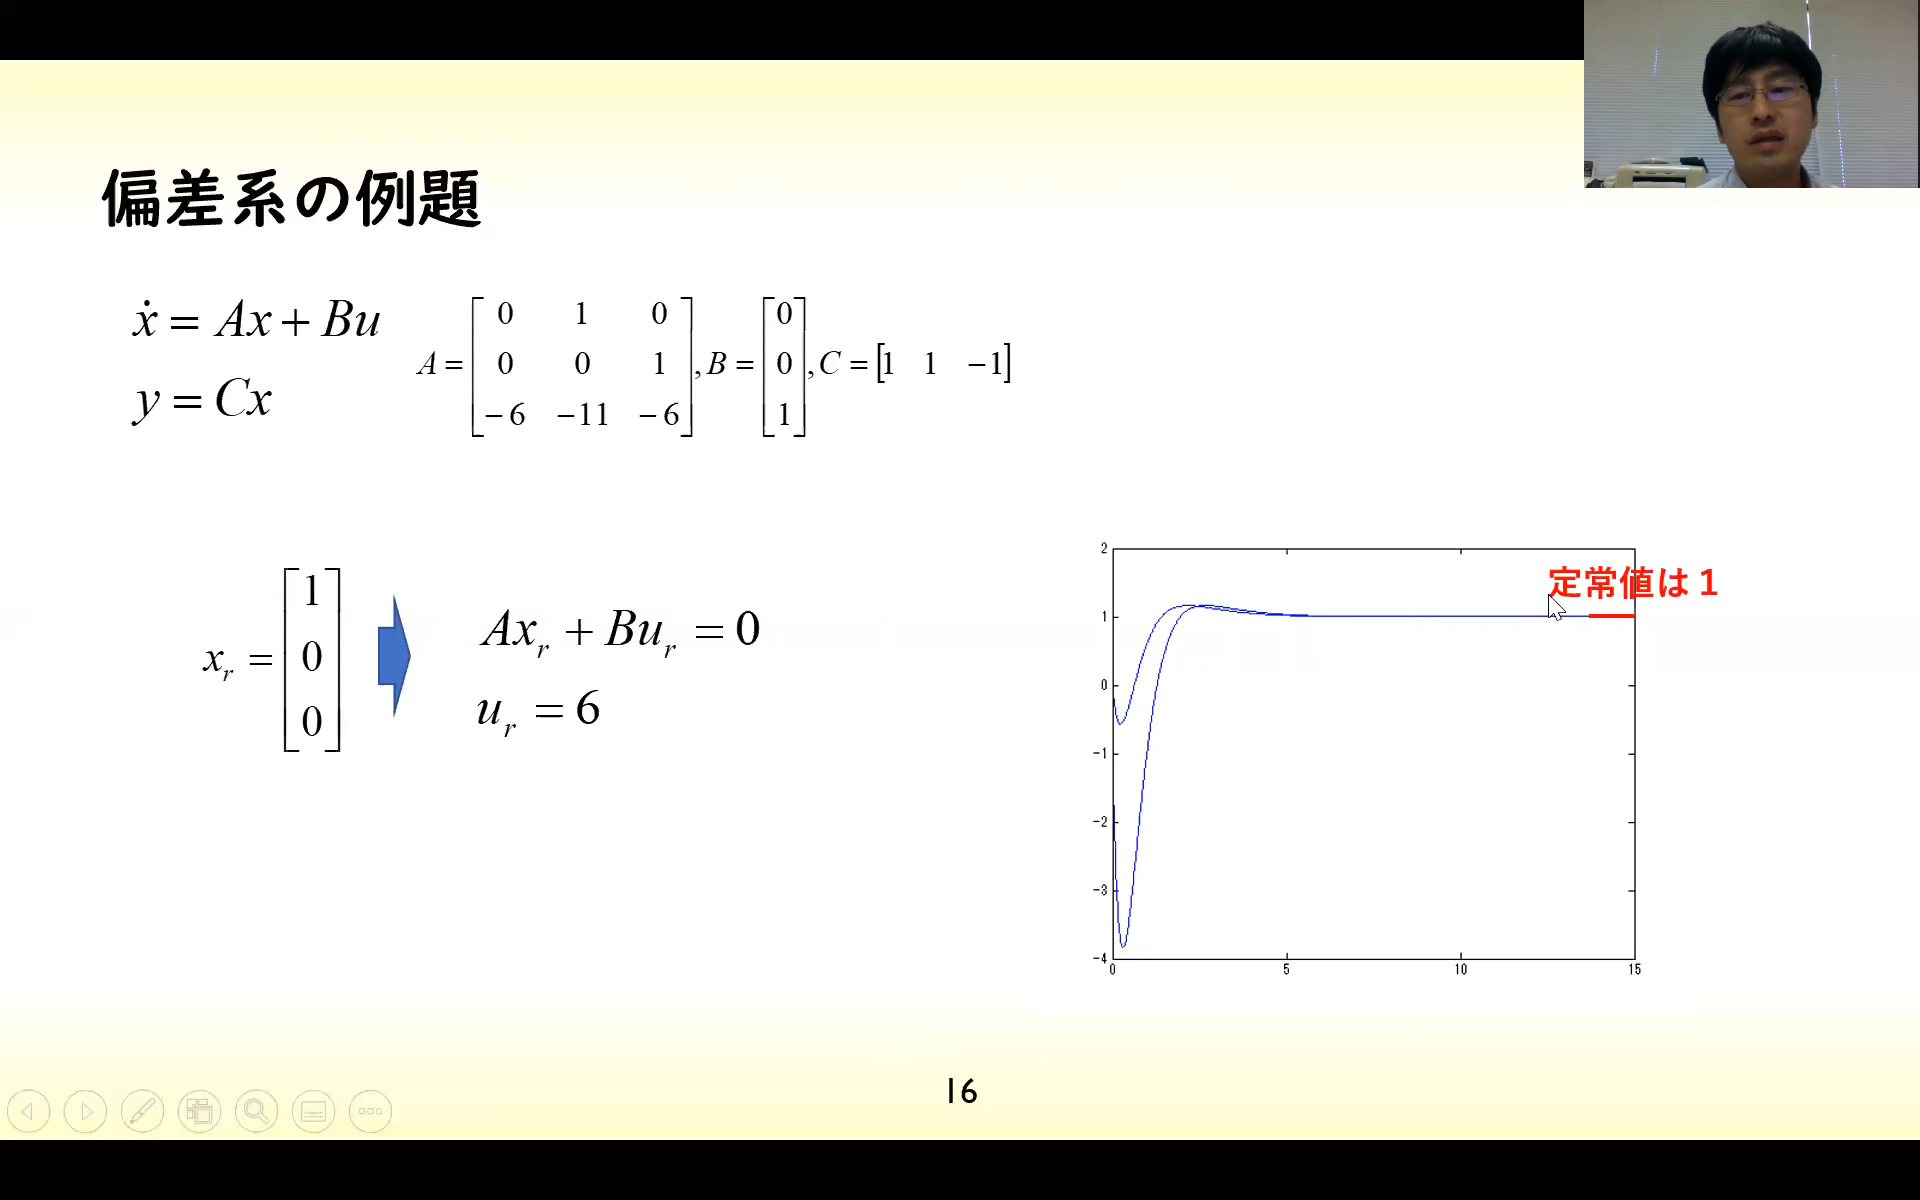 偏差系の例題
ẋ = Ax + Bu
y = Cx
A = [0 1 0
0 0 1
−6 −11 −6], B = [0
0
1], C = [1 1 −1]
x_r = [1
0
0]
Ax_r + Bu_r = 0
u_r = 6
定常値は1
2
1
0
−1
−2
−3
−4
0 5 10 15
16